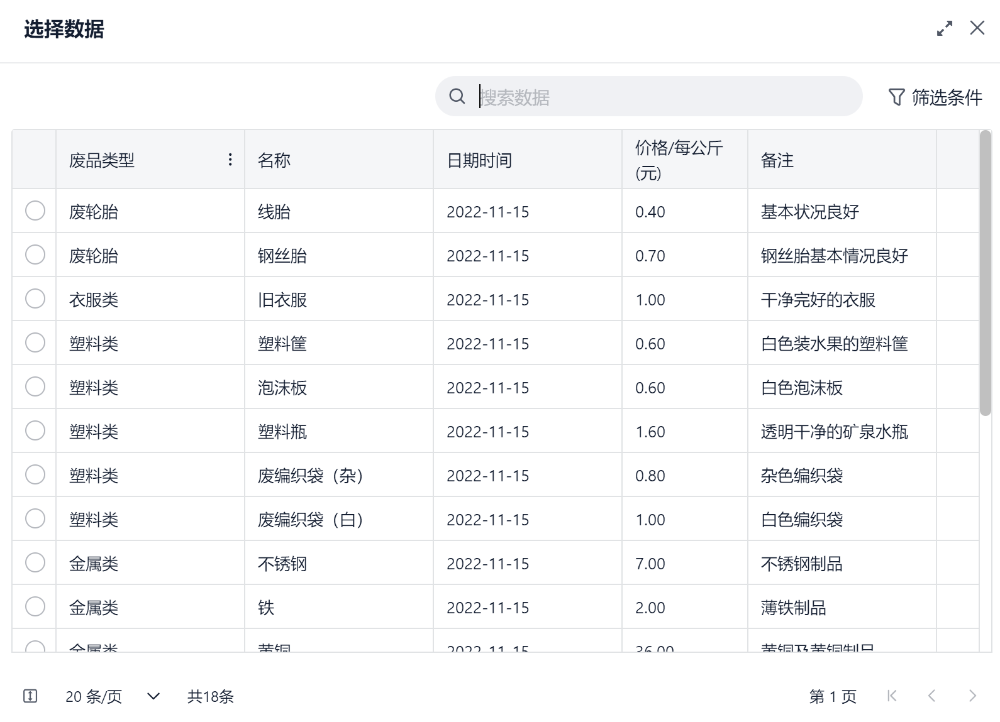 选择数据
搜索数据
筛选条件
废品类型 名称 日期时间 价格/每公斤(元) 备注
废轮胎 线胎 2022-11-15 0.40 基本状况良好
废轮胎 钢丝胎 2022-11-15 0.70 钢丝胎基本情况良好
衣服类 旧衣服 2022-11-15 1.00 干净完好的衣服
塑料类 塑料筐 2022-11-15 0.60 白色装水果的塑料筐
塑料类 泡沫板 2022-11-15 0.60 白色泡沫板
塑料类 塑料瓶 2022-11-15 1.60 透明干净的矿泉水瓶
塑料类 废编织袋（杂） 2022-11-15 0.80 杂色编织袋
塑料类 废编织袋（白） 2022-11-15 1.00 白色编织袋
金属类 不锈钢 2022-11-15 7.00 不锈钢制品
金属类 铁 2022-11-15 2.00 薄铁制品
金属类 黄铜 2022-11-15 36.00 黄铜及黄铜制品
20 条/页 共18条 第 1 页